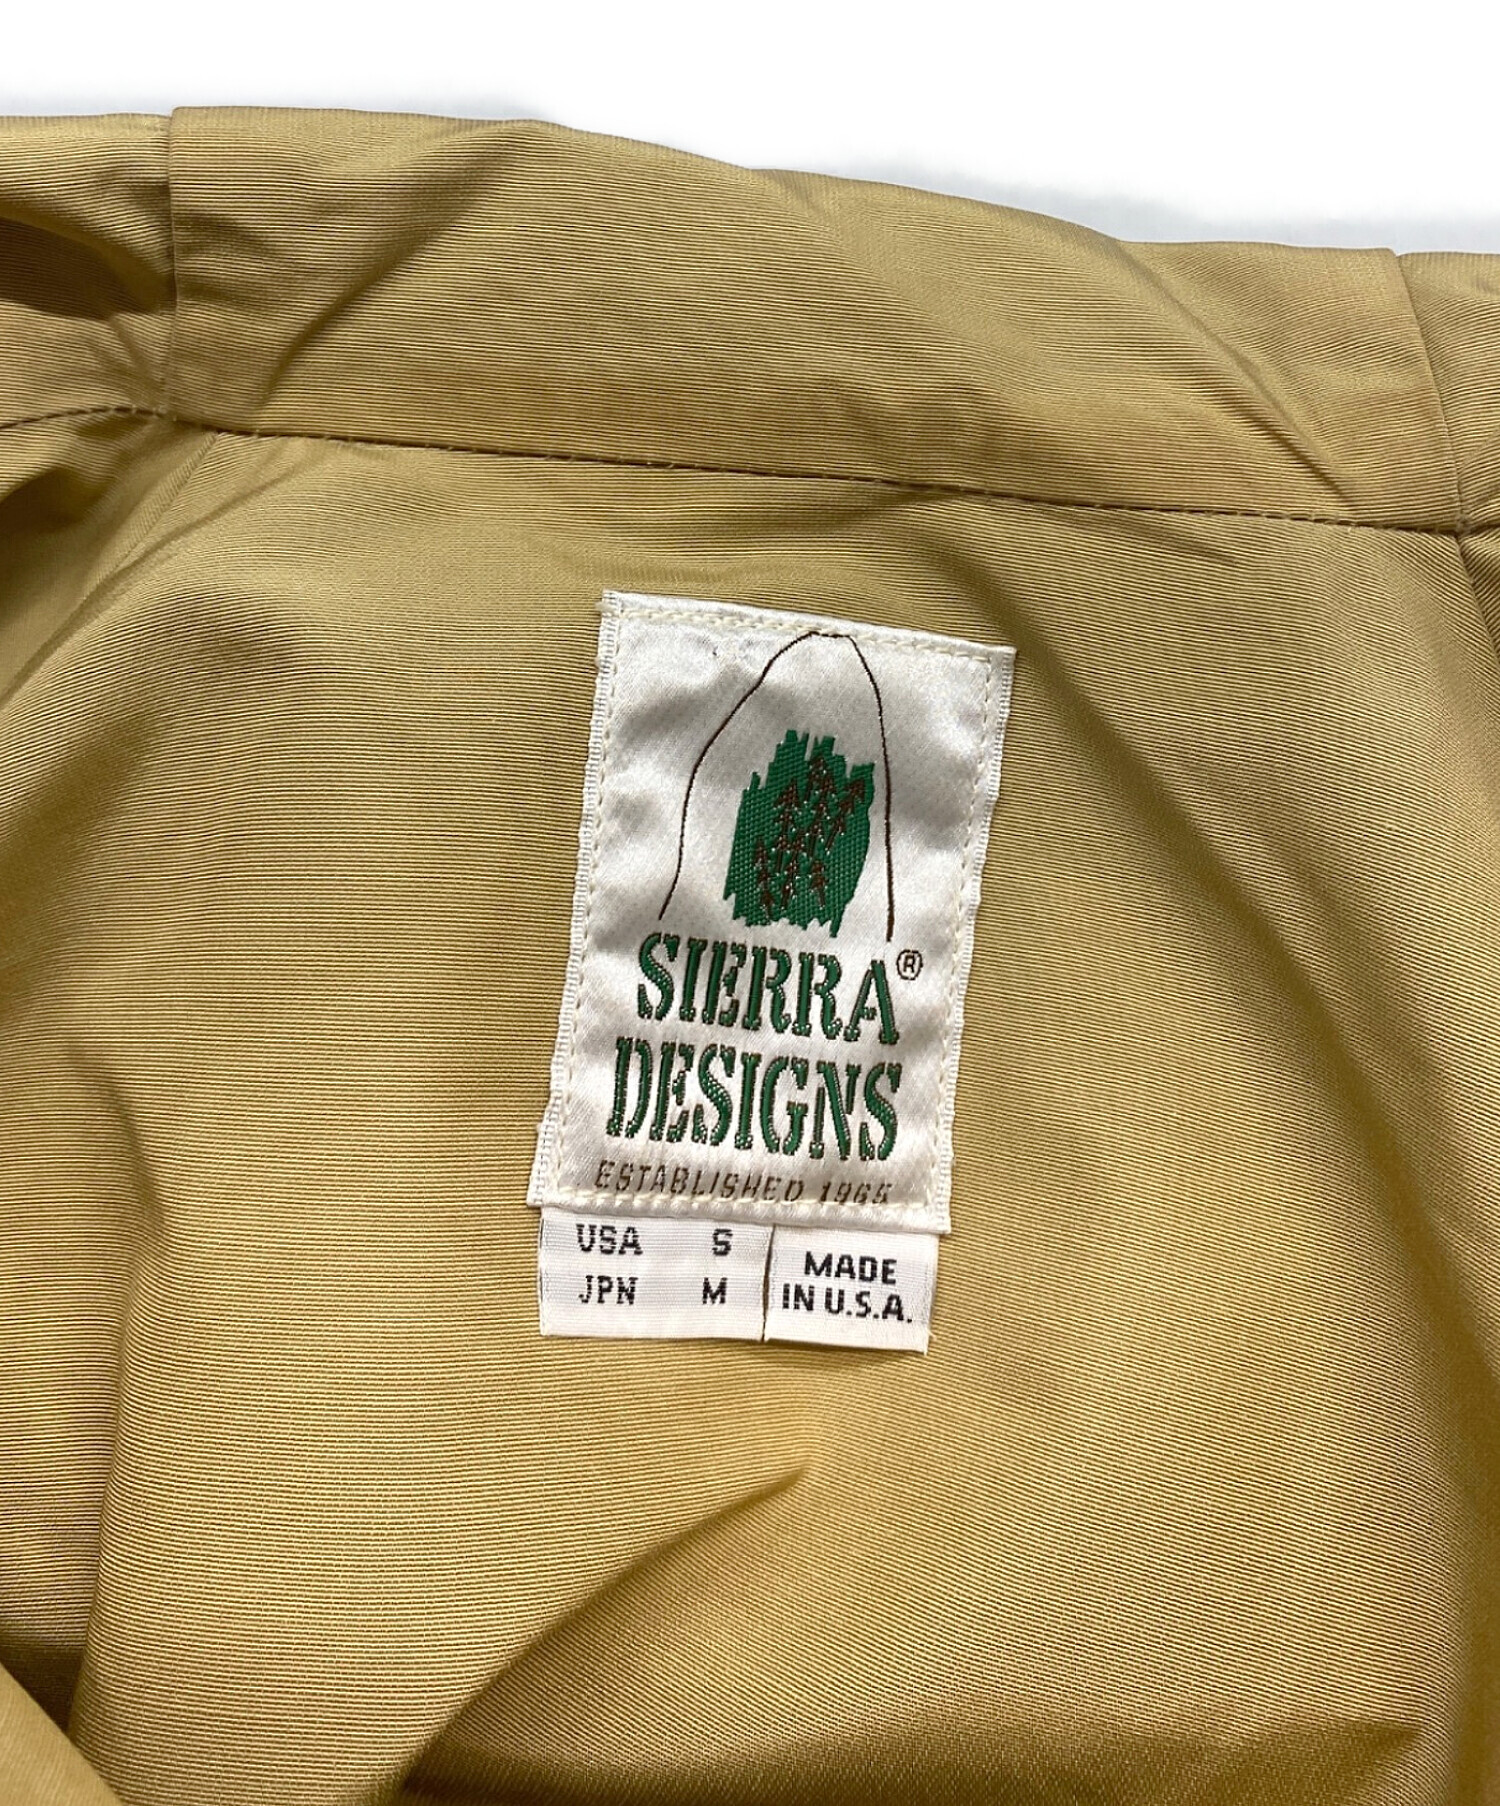 SIERRA®
DESIGNS
ESTABLISHED 1965
USA S
JPN M
MADE
IN U.S.A.